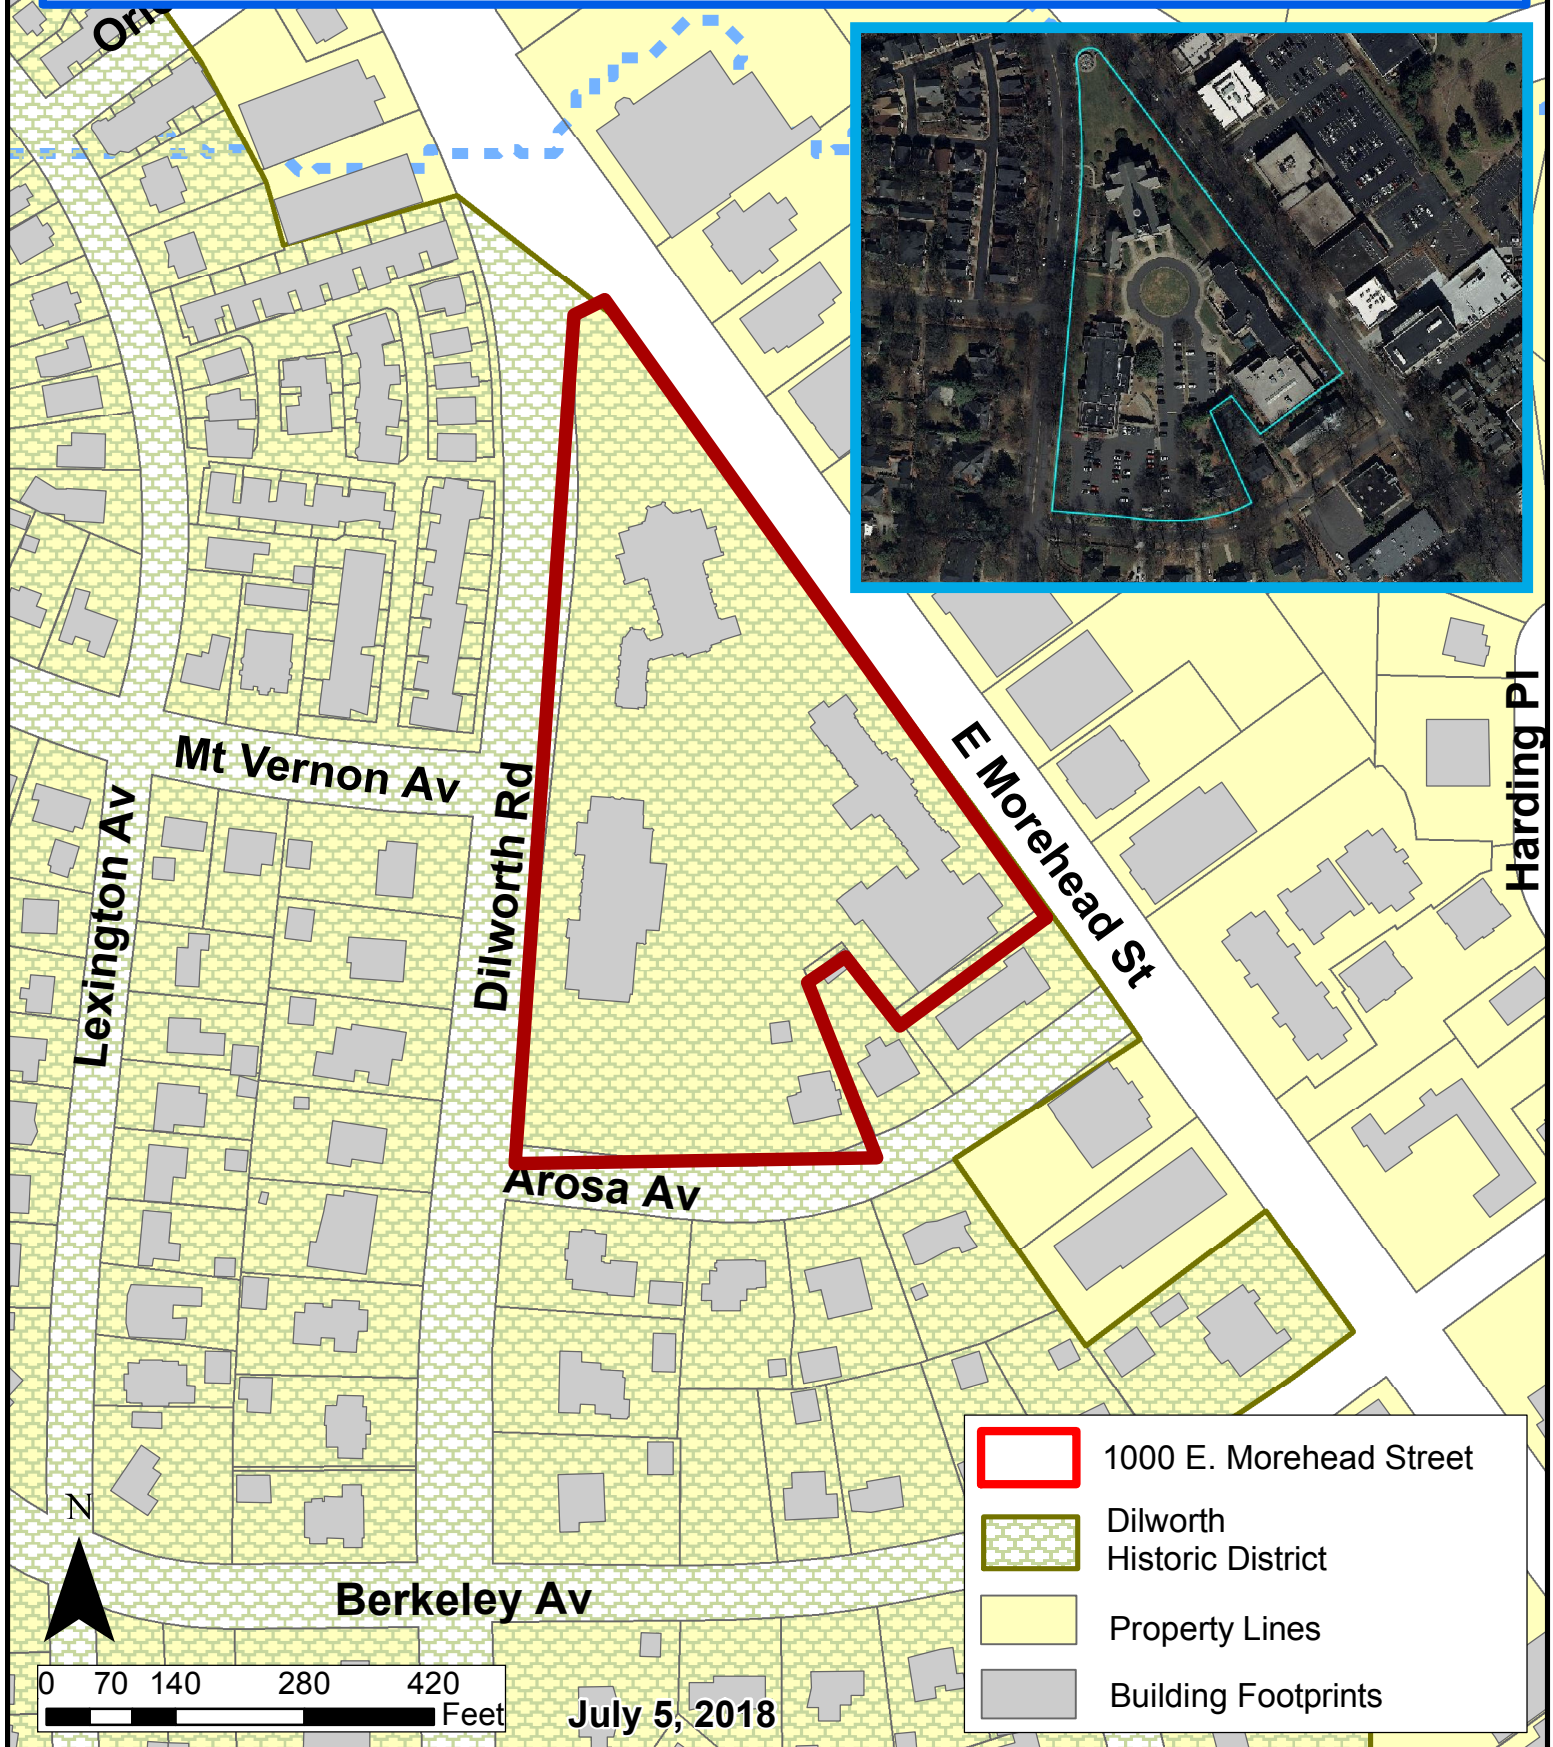 Mt Vernon Av
Lexington Av
Dilworth Rd
E Morehead St
Harding Pl
Arosa Av
Berkeley Av
1000 E. Morehead Street
Dilworth
Historic District
Property Lines
Building Footprints
N
0 70 140 280 420
Feet
July 5, 2018